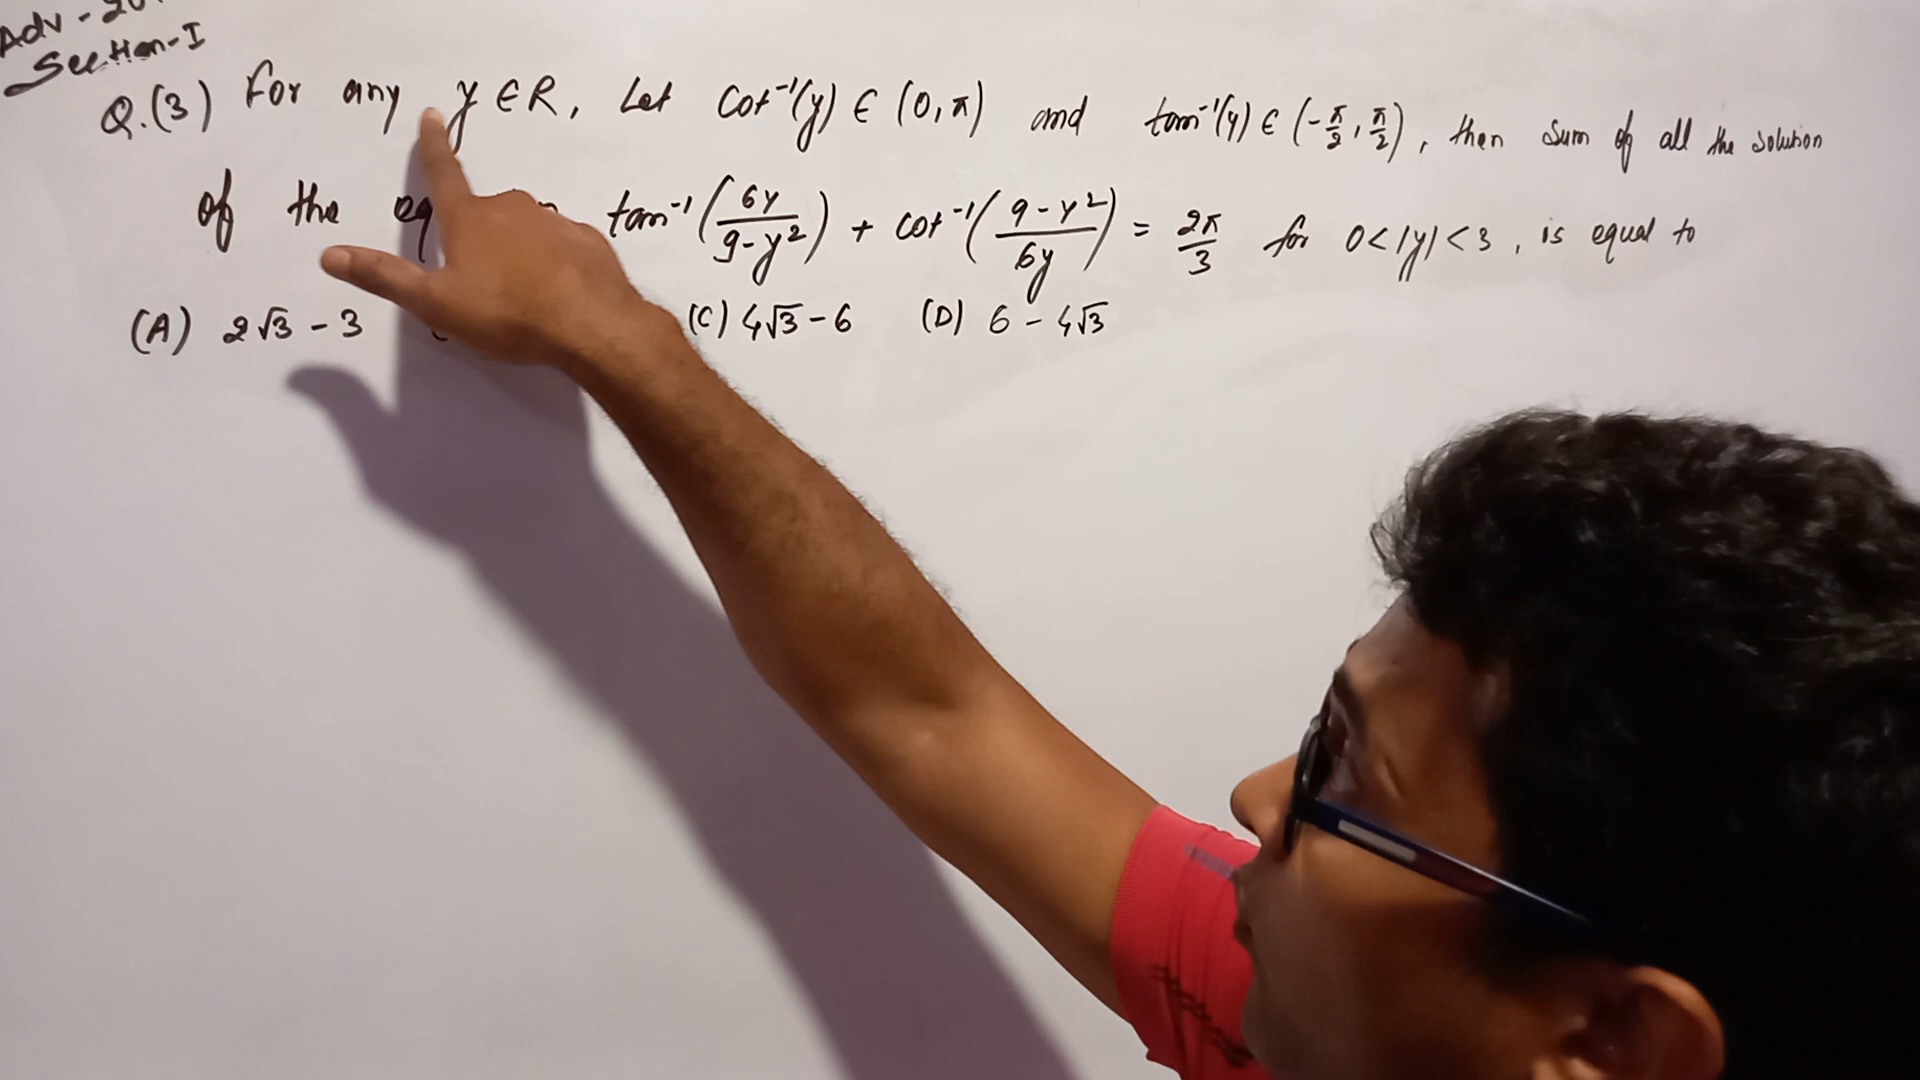 Adv - 20
Section-I
Q.(3) For any y ∈ R, Let cot⁻¹(y) ∈ (0, π) and tan⁻¹(y) ∈ (-π/2, π/2), then sum of all the solution
of the tan⁻¹(6y/(9-y²)) + cot⁻¹((9-y²)/6y) = 2π/3 for 0<|y|<3, is equal to
(A) 2√3 - 3 (C) 4√3 - 6 (D) 6 - 4√3